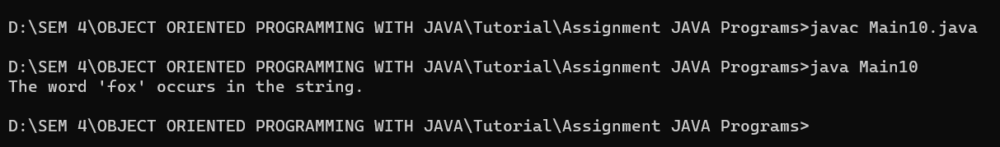 D:\SEM 4\OBJECT ORIENTED PROGRAMMING WITH JAVA\Tutorial\Assignment JAVA Programs>javac Main10.java
D:\SEM 4\OBJECT ORIENTED PROGRAMMING WITH JAVA\Tutorial\Assignment JAVA Programs>java Main10
The word 'fox' occurs in the string.
D:\SEM 4\OBJECT ORIENTED PROGRAMMING WITH JAVA\Tutorial\Assignment JAVA Programs>